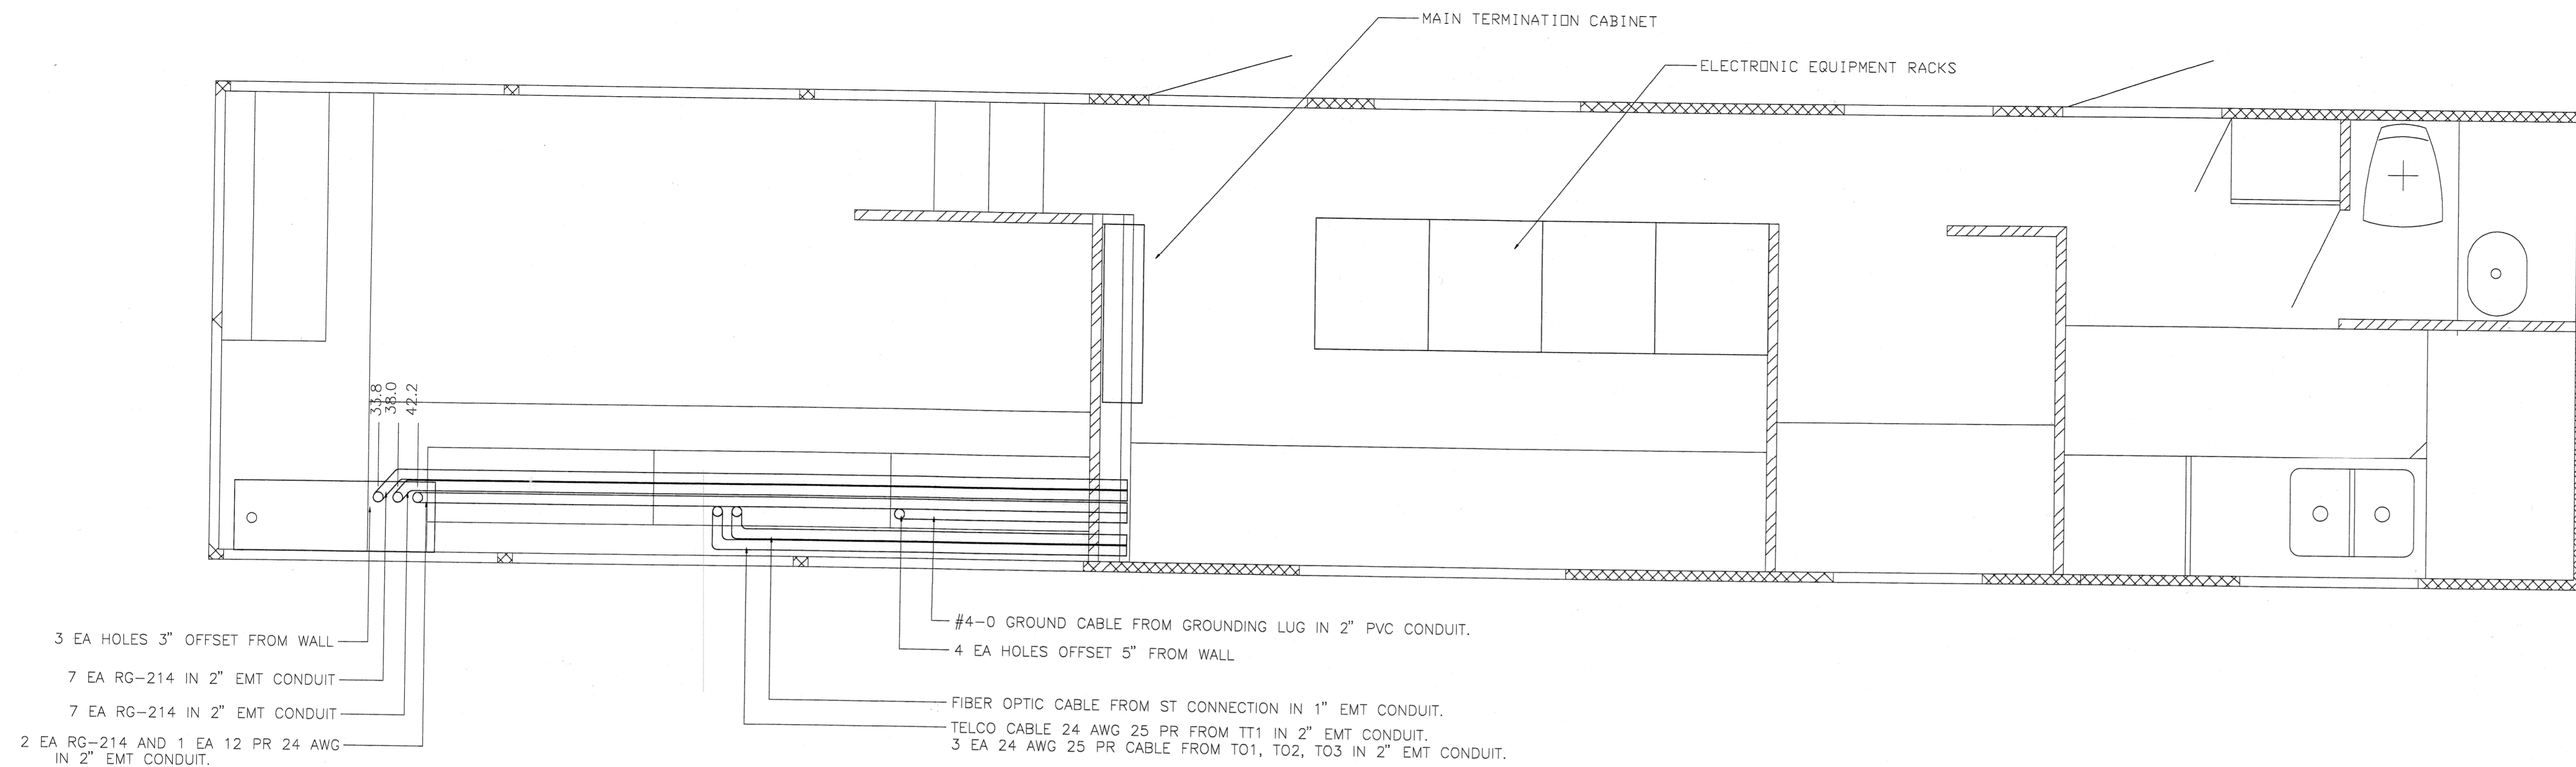 MAIN TERMINATION CABINET
ELECTRONIC EQUIPMENT RACKS
33.8
38.0
42.2
3 EA HOLES 3" OFFSET FROM WALL
7 EA RG-214 IN 2" EMT CONDUIT
7 EA RG-214 IN 2" EMT CONDUIT
2 EA RG-214 AND 1 EA 12 PR 24 AWG
IN 2" EMT CONDUIT.
#4-0 GROUND CABLE FROM GROUNDING LUG IN 2" PVC CONDUIT.
4 EA HOLES OFFSET 5" FROM WALL
FIBER OPTIC CABLE FROM ST CONNECTION IN 1" EMT CONDUIT.
TELCO CABLE 24 AWG 25 PR FROM TT1 IN 2" EMT CONDUIT.
3 EA 24 AWG 25 PR CABLE FROM TO1, TO2, TO3 IN 2" EMT CONDUIT.